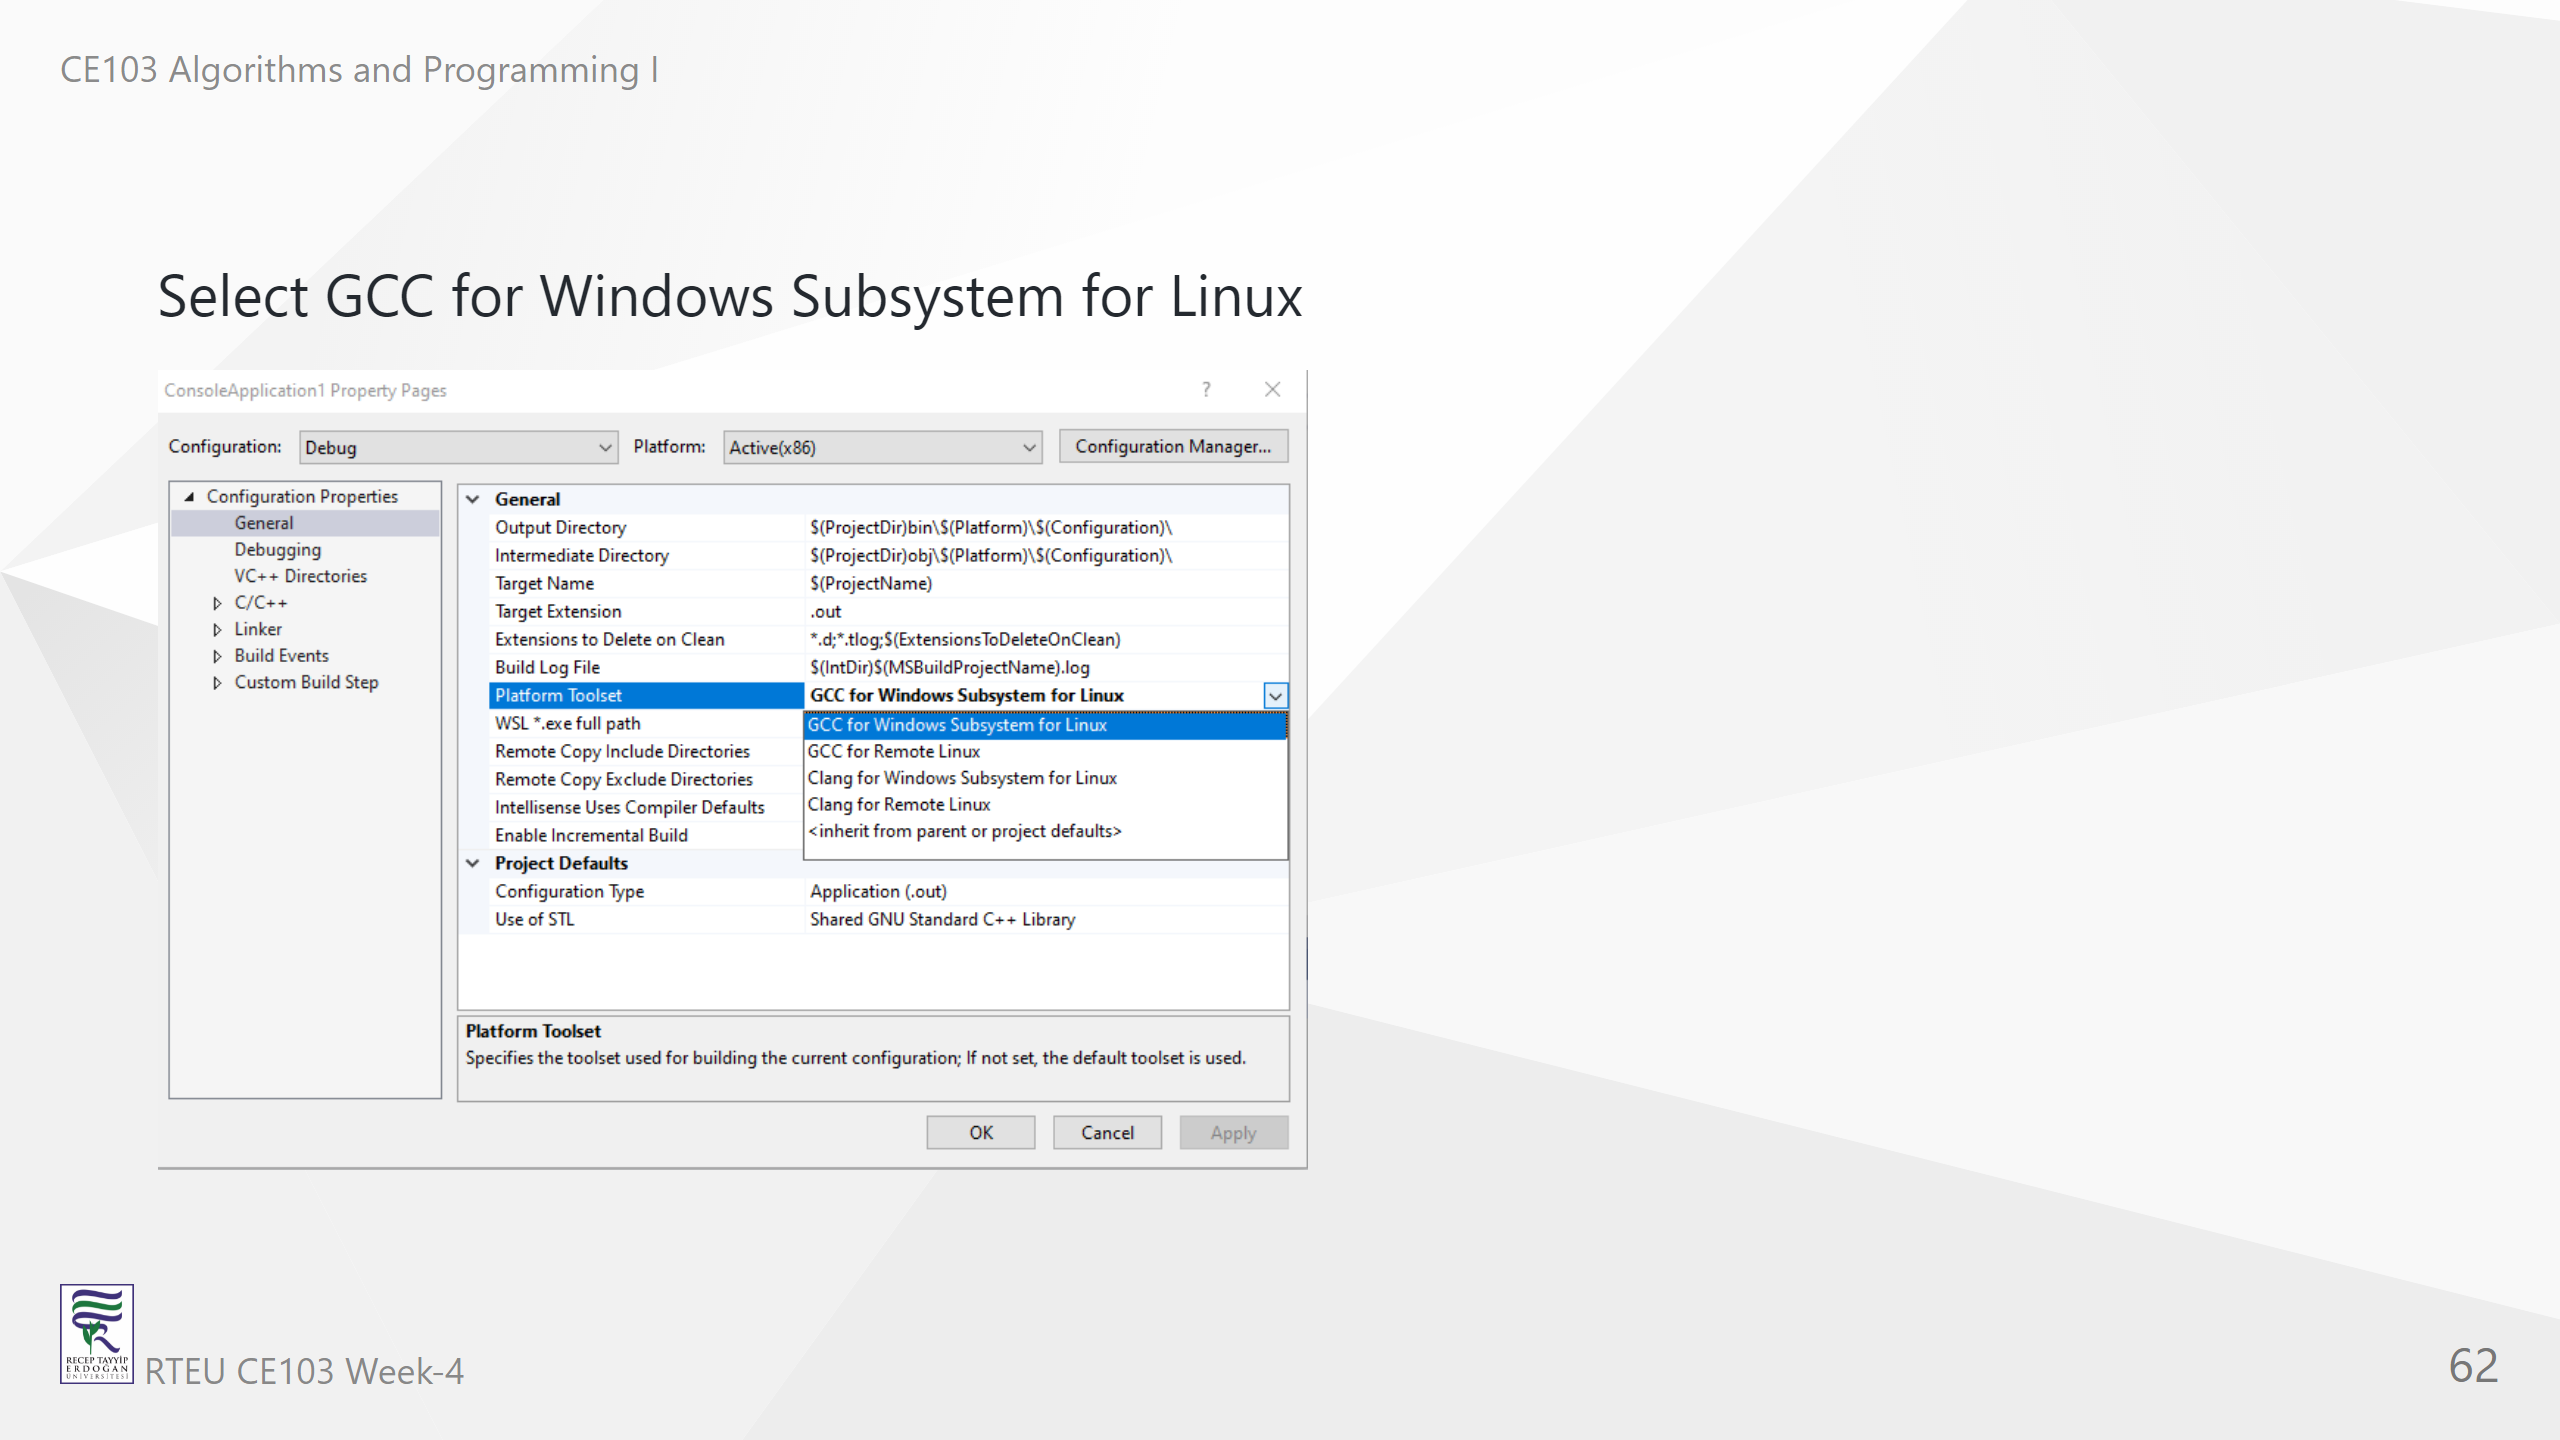 CE103 Algorithms and Programming I
Select GCC for Windows Subsystem for Linux
ConsoleApplication1 Property Pages ?
Configuration: Debug Platform: Active(x86) Configuration Manager...
Configuration Properties
General
Debugging
VC++ Directories
C/C++
Linker
Build Events
Custom Build Step
General
Output Directory $(ProjectDir)bin\$(Platform)\$(Configuration)\
Intermediate Directory $(ProjectDir)obj\$(Platform)\$(Configuration)\
Target Name $(ProjectName)
Target Extension .out
Extensions to Delete on Clean *.d;*.tlog;$(ExtensionsToDeleteOnClean)
Build Log File $(IntDir)$(MSBuildProjectName).log
Platform Toolset GCC for Windows Subsystem for Linux
WSL *.exe full path
Remote Copy Include Directories
Remote Copy Exclude Directories
Intellisense Uses Compiler Defaults
Enable Incremental Build
GCC for Windows Subsystem for Linux
GCC for Remote Linux
Clang for Windows Subsystem for Linux
Clang for Remote Linux
<inherit from parent or project defaults>
Project Defaults
Configuration Type Application (.out)
Use of STL Shared GNU Standard C++ Library
Platform Toolset
Specifies the toolset used for building the current configuration; If not set, the default toolset is used.
OK Cancel Apply
RECEP TAYYİP
ERDOĞAN
ÜNİVERSİTESİ
RTEU CE103 Week-4
62